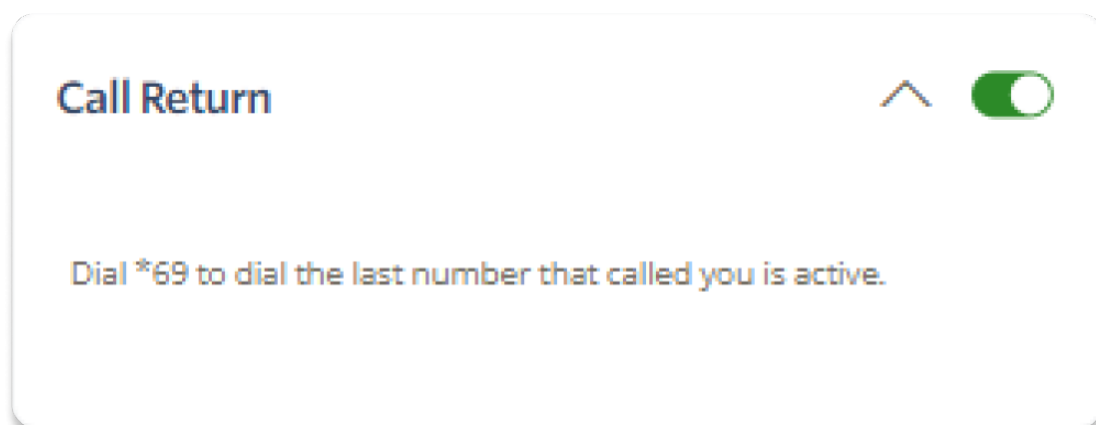 Call Return
Dial *69 to dial the last number that called you is active.